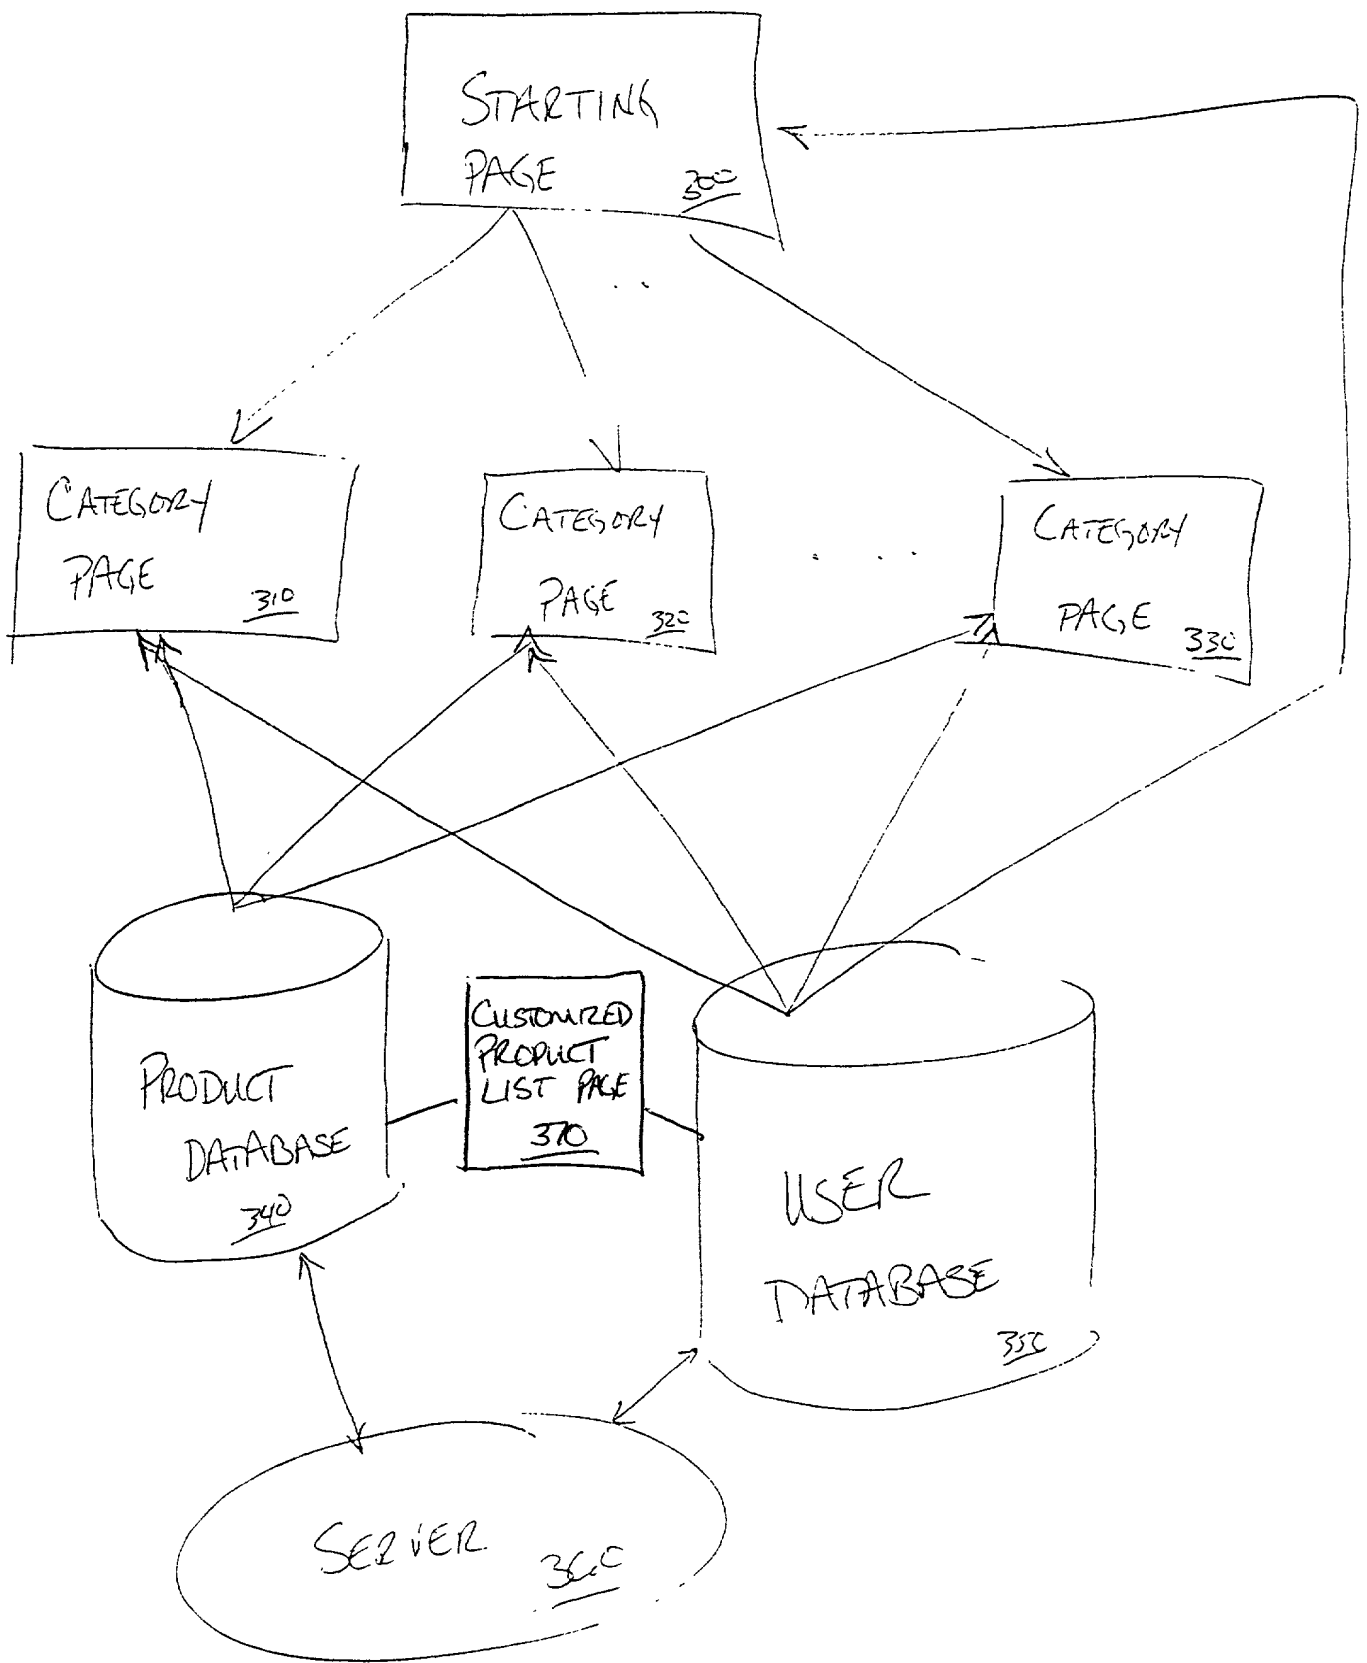 STARTING
PAGE
300
CATEGORY
PAGE
310
CATEGORY
PAGE
320
CATEGORY
PAGE
330
CUSTOMIZED
PRODUCT
LIST PAGE
370
PRODUCT
DATABASE
340
USER
DATABASE
350
SERVER
360